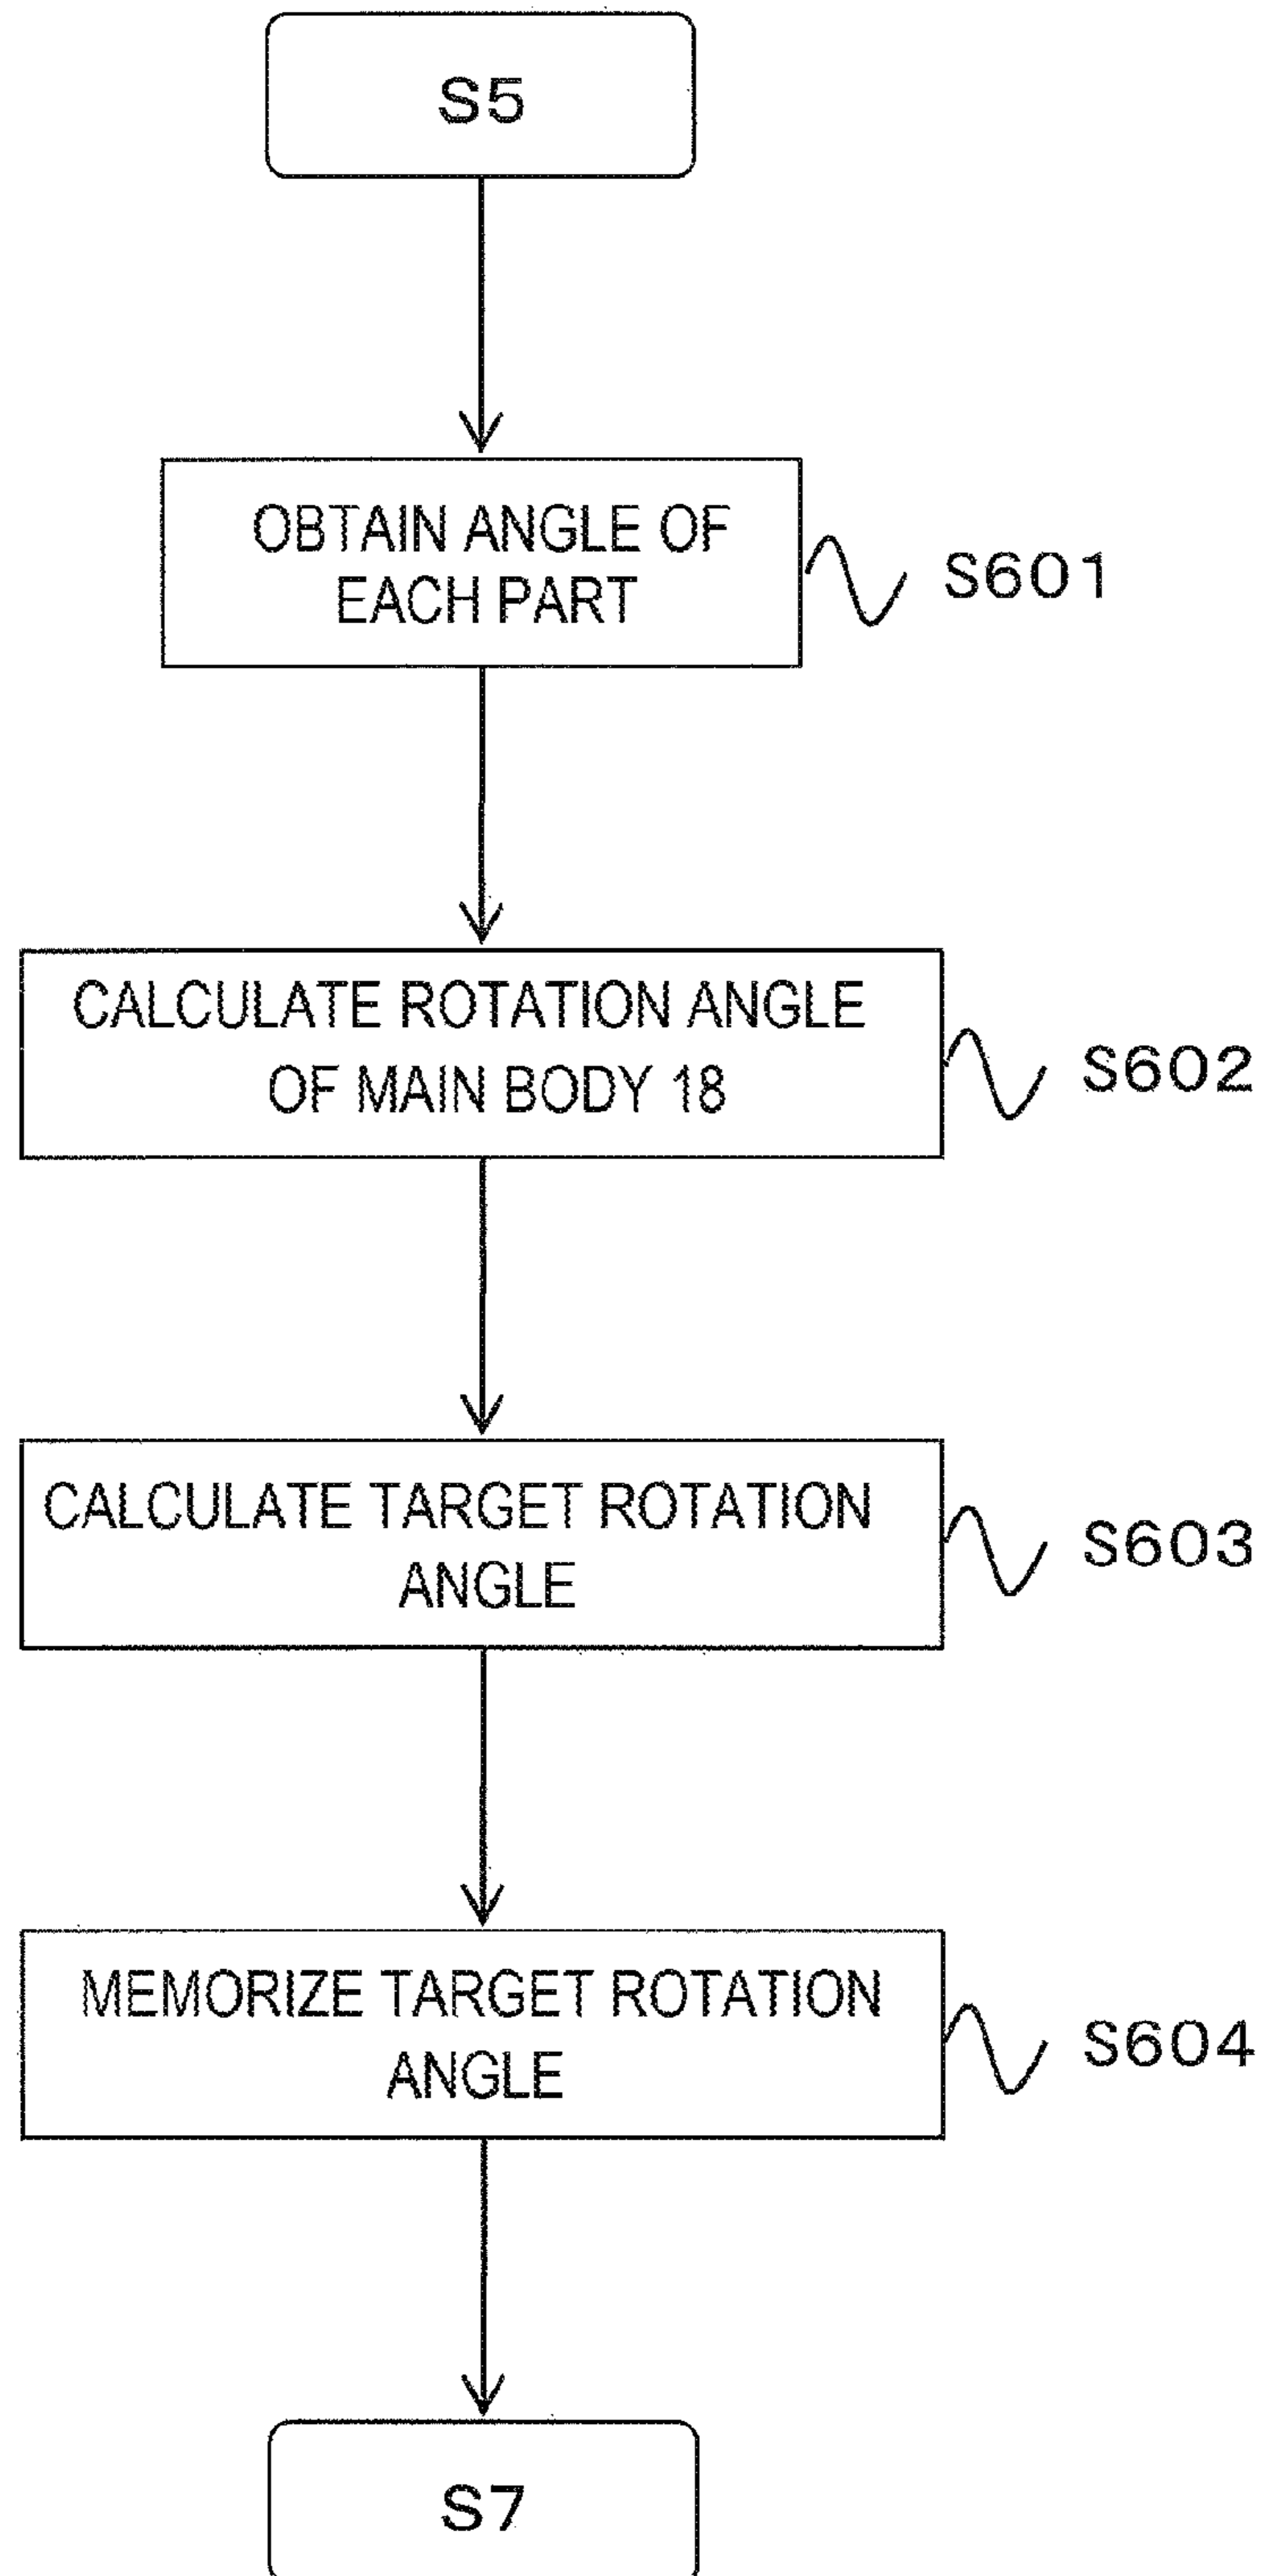 S5
OBTAIN ANGLE OF
EACH PART
S601
CALCULATE ROTATION ANGLE
OF MAIN BODY 18
S602
CALCULATE TARGET ROTATION
ANGLE
S603
MEMORIZE TARGET ROTATION
ANGLE
S604
S7